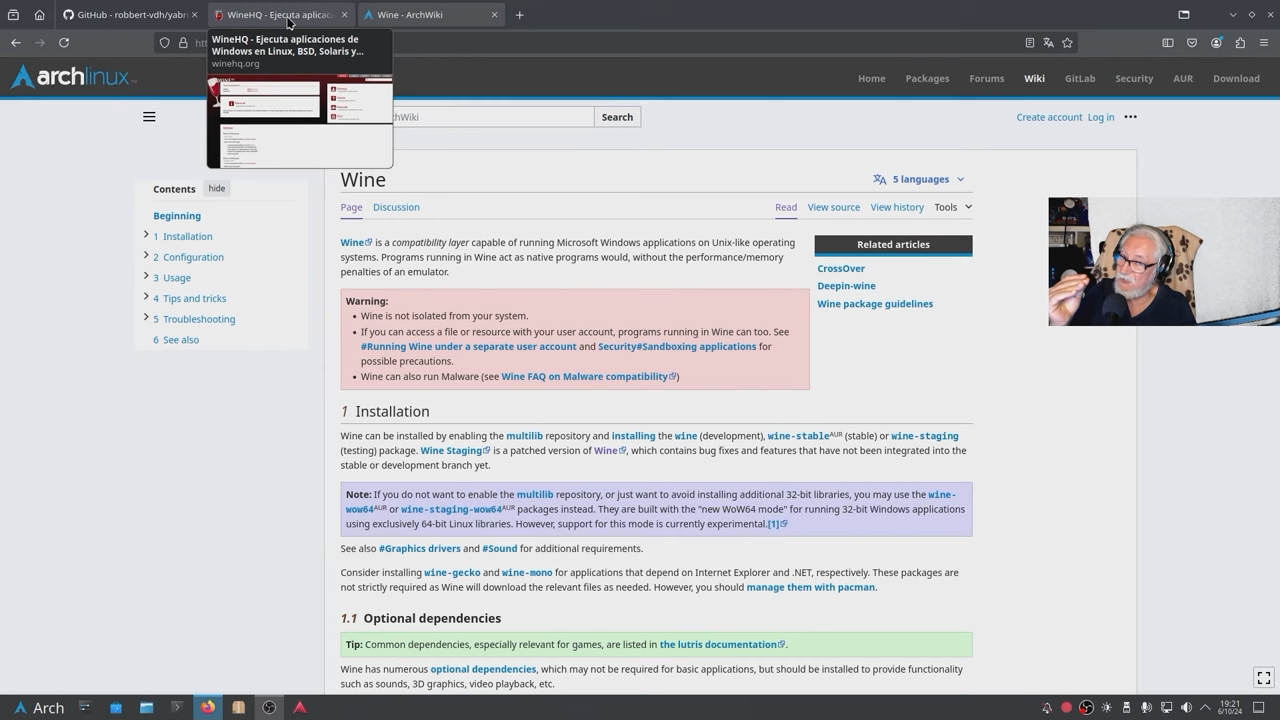 GitHub - robbert-vdh/yabri
WineHQ - Ejecuta aplicac
Wine - ArchWiki
WineHQ - Ejecuta aplicaciones de
Windows en Linux, BSD, Solaris y...
winehq.org
archlinux
Home
Packages
Forums
Wiki
GitLab
Security
AUR
Download
chWiki
Search
Create account
Log in
Contents
hide
Beginning
1 Installation
2 Configuration
3 Usage
4 Tips and tricks
5 Troubleshooting
6 See also
Wine
5 languages
Page
Discussion
Read
View source
View history
Tools
Wine is a compatibility layer capable of running Microsoft Windows applications on Unix-like operating
systems. Programs running in Wine act as native programs would, without the performance/memory
penalties of an emulator.
Related articles
CrossOver
Deepin-wine
Wine package guidelines
Warning:
• Wine is not isolated from your system.
• If you can access a file or resource with your user account, programs running in Wine can too. See
#Running Wine under a separate user account and Security#Sandboxing applications for
possible precautions.
• Wine can also run Malware (see Wine FAQ on Malware compatibility)
1 Installation
Wine can be installed by enabling the multilib repository and installing the wine (development), wine-stableAUR (stable) or wine-staging
(testing) package. Wine Staging is a patched version of Wine, which contains bug fixes and features that have not been integrated into the
stable or development branch yet.
Note: If you do not want to enable the multilib repository, or just want to avoid installing additional 32-bit libraries, you may use the wine-
wow64AUR or wine-staging-wow64AUR packages instead. They are built with the "new WoW64 mode" for running 32-bit Windows applications
using exclusively 64-bit Linux libraries. However, support for this mode is currently experimental.[1]
See also #Graphics drivers and #Sound for additional requirements.
Consider installing wine-gecko and wine-mono for applications that depend on Internet Explorer and .NET, respectively. These packages are
not strictly required as Wine will download the relevant files as needed. However, you should manage them with pacman.
1.1 Optional dependencies
Tip: Common dependencies, especially relevant for games, are listed in the lutris documentation.
Wine has numerous optional dependencies, which may not be required for basic applications, but should be installed to provide functionality
such as sounds, 3D graphics, video playback, etc.
Arch
19:21
6/10/24